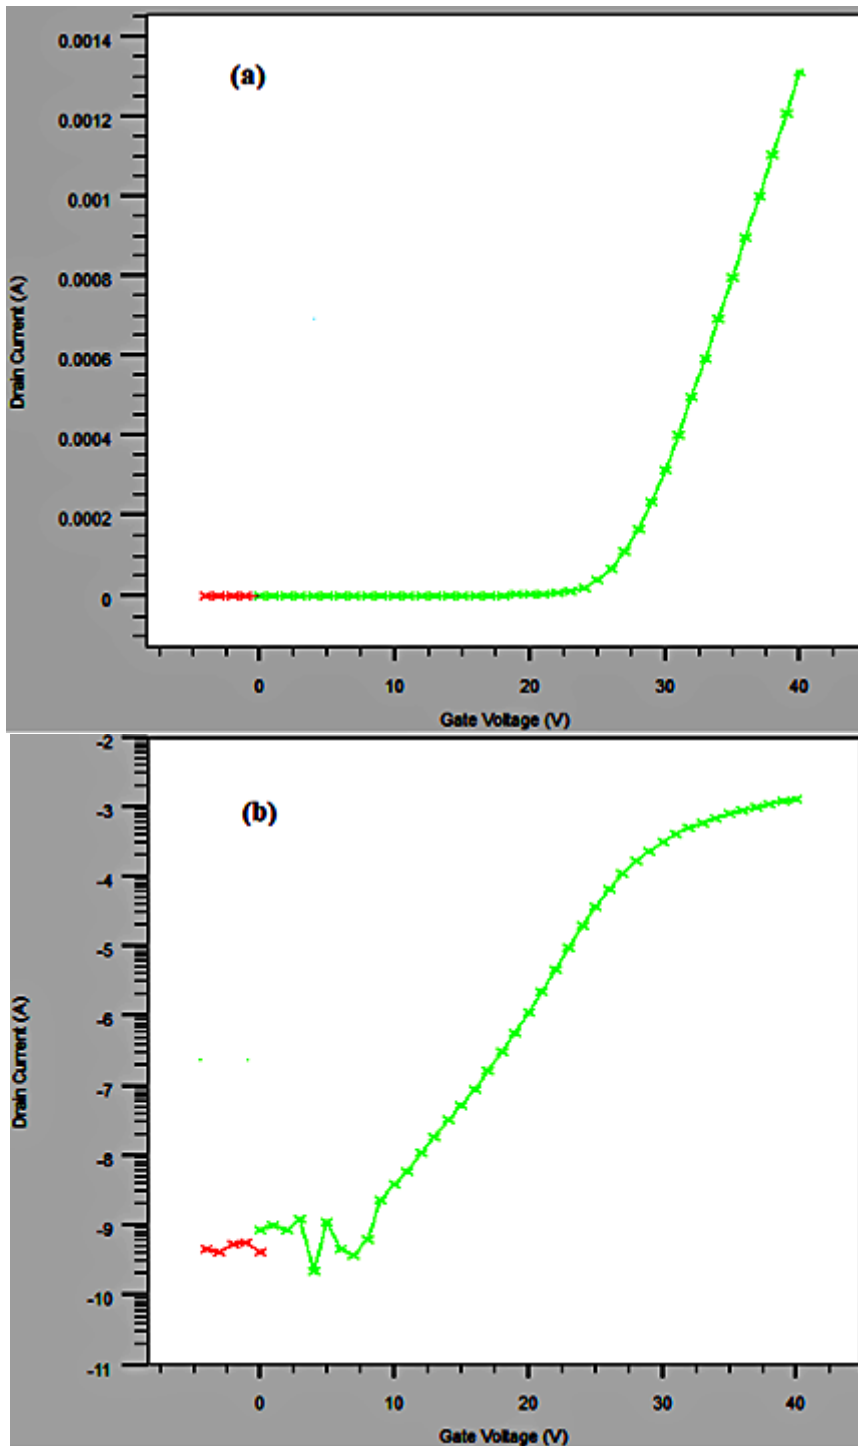 (a)
0.0014
0.0012
0.001
0.0008
0.0006
0.0004
0.0002
0
Drain Current (A)
0 10 20 30 40
Gate Voltage (V)
(b)
-2
-3
-4
-5
-6
-7
-8
-9
-10
-11
Drain Current (A)
0 10 20 30 40
Gate Voltage (V)